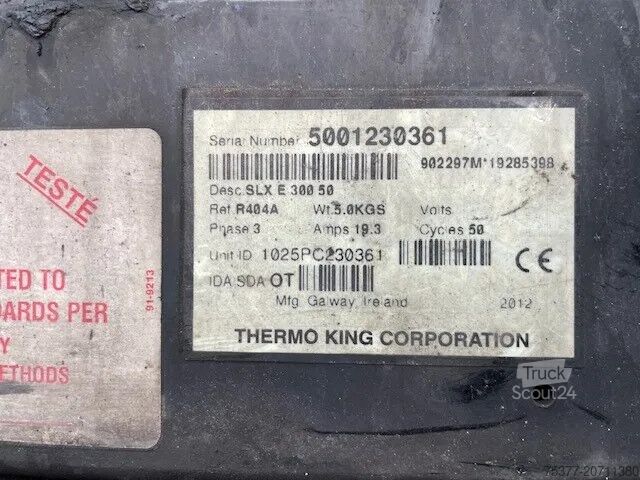 TESTÉ
TED TO
DARDS PER
Y
METHODS
91-9213
Serial Number 5001230361
902297M*19285398
Desc. SLX E 300 50
Ref. R404A Wt. 5.0KGS Volts
Phase 3 Amps 19.3 Cycles 50
Unit ID 1025PC230361
IDA SDA OT
CE
Mfg. Galway, Ireland 2012
THERMO KING CORPORATION
Truck
Scout24
75377-20711380